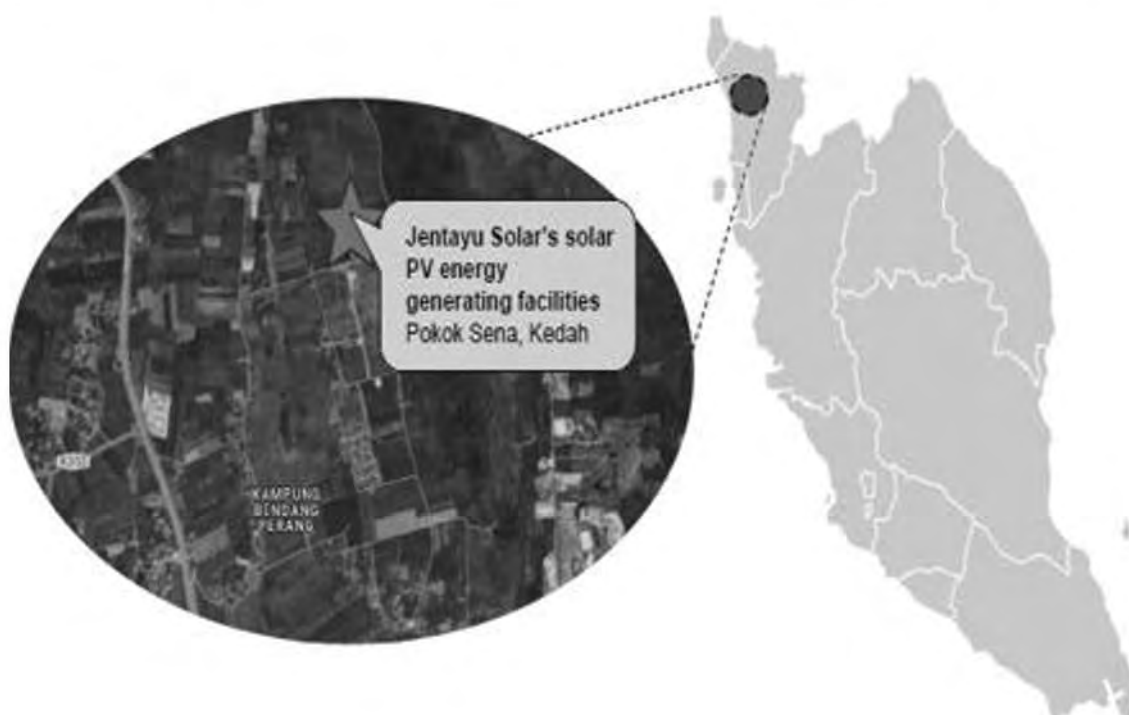 Jentayu Solar's solar
PV energy
generating facilities
Pokok Sena, Kedah
KAMPUNG
BENDANG
PERANG